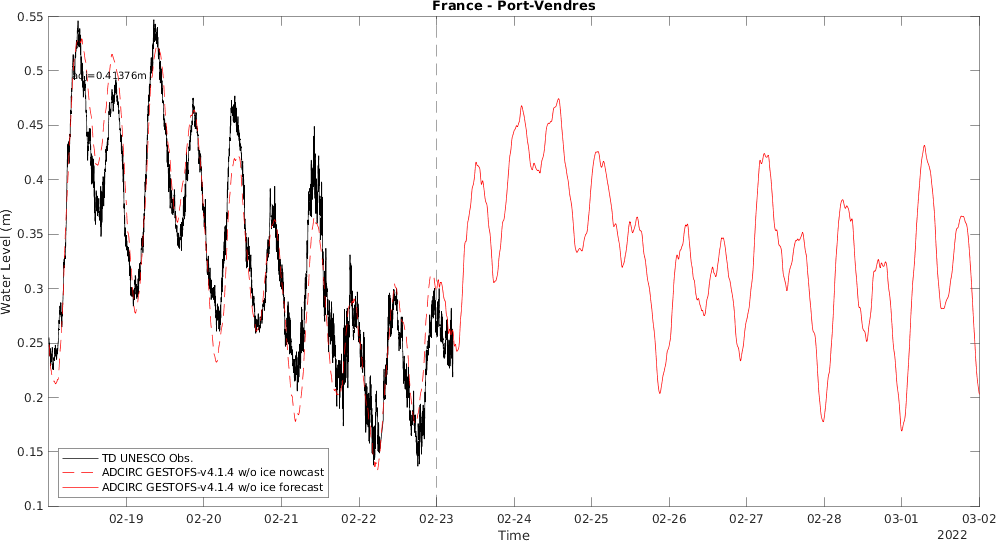 France - Port-Vendres
0.55
0.5
0.45
0.4
0.35
0.3
0.25
0.2
0.15
0.1
Water Level (m)
=0.41376m
TD UNESCO Obs.
ADCIRC GESTOFS-v4.1.4 w/o ice nowcast
ADCIRC GESTOFS-v4.1.4 w/o ice forecast
02-19 02-20 02-21 02-22 02-23 02-24 02-25 02-26 02-27 02-28 03-01 03-02
Time
2022